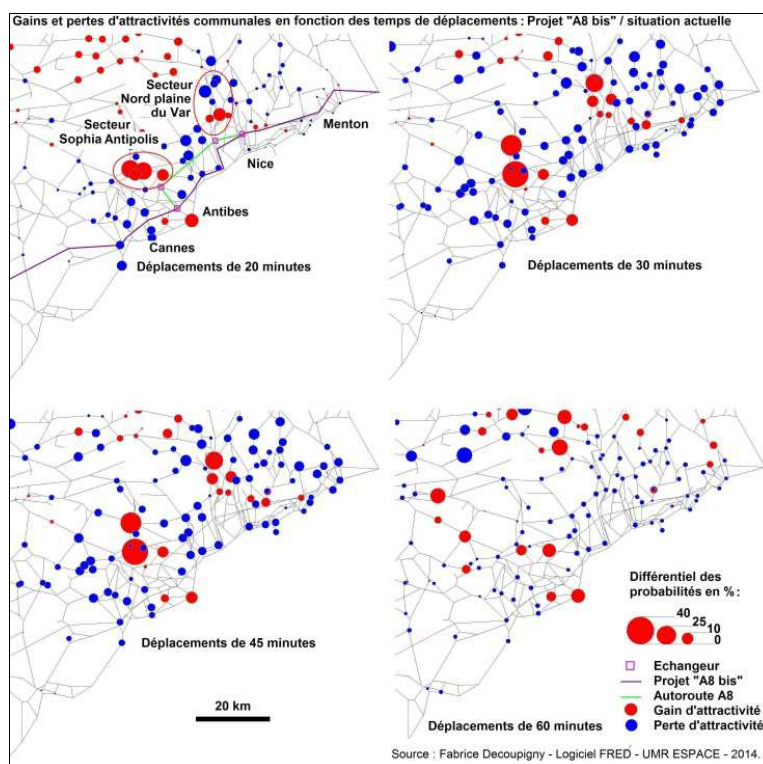 Gains et pertes d'attractivités communales en fonction des temps de déplacements : Projet "A8 bis" / situation actuelle
Secteur
Nord plaine
du Var
Secteur
Sophia Antipolis
Menton
Nice
Antibes
Cannes
Déplacements de 20 minutes
Déplacements de 30 minutes
Déplacements de 45 minutes
20 km
Déplacements de 60 minutes
Différentiel des
probabilités en % :
40
25
10
0
Echangeur
Projet "A8 bis"
Autoroute A8
Gain d'attractivité
Perte d'attractivité
Source : Fabrice Decoupigny - Logiciel FRED - UMR ESPACE - 2014.